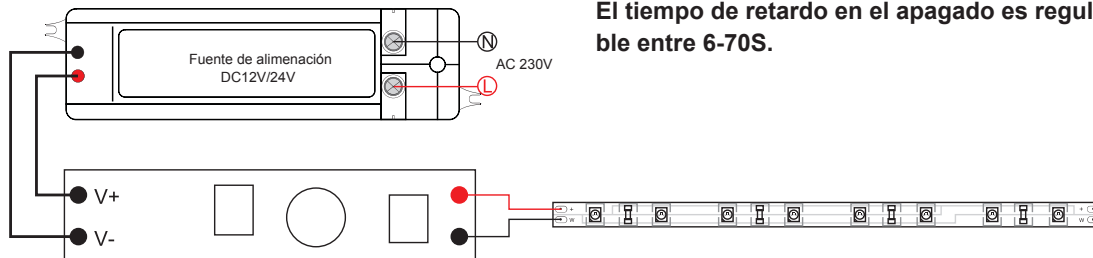 El tiempo de retardo en el apagado es regul
ble entre 6-70S.
Fuente de alimenación
DC12V/24V
N
AC 230V
L
V+
V-
+
W
+
W